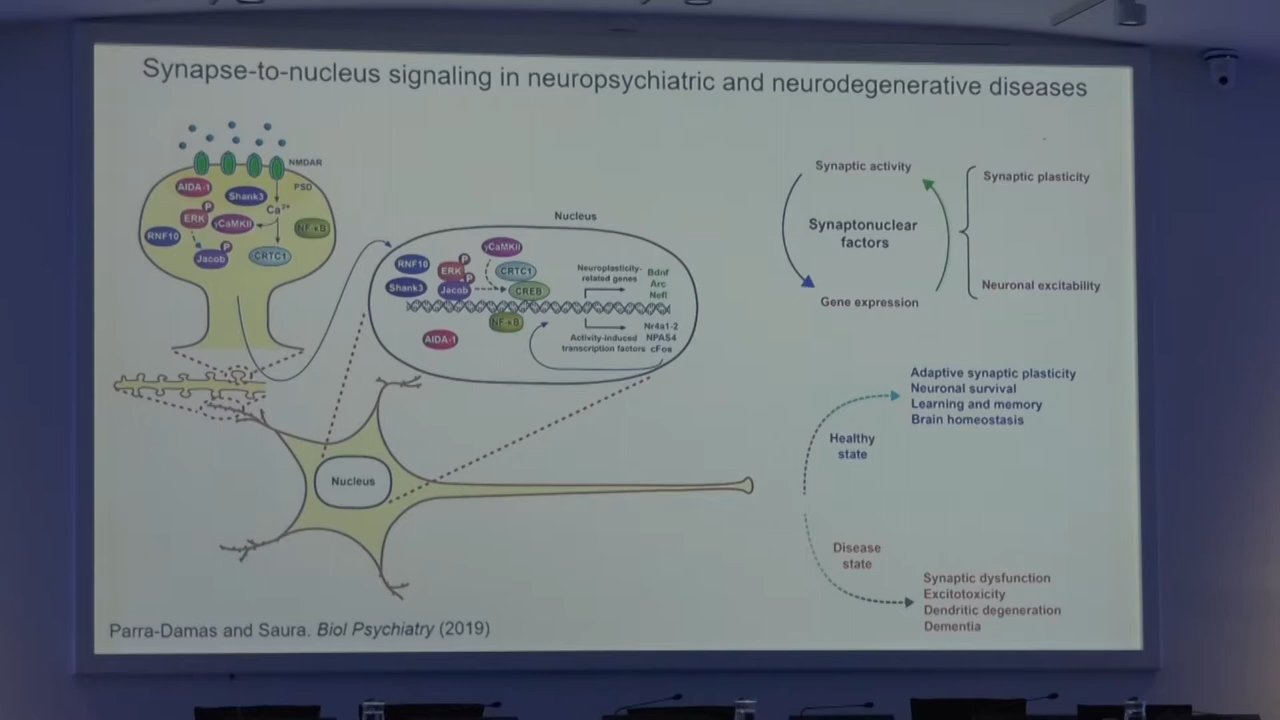 Synapse-to-nucleus signaling in neuropsychiatric and neurodegenerative diseases
NMDAR
PSD
AIDA-1
Shank3
Ca²⁺
P
ERK
γCaMKII
NF-κB
RNF10
P
Jacob
CRTC1
Nucleus
γCaMKII
RNF10
P
ERK
CRTC1
P
Shank3
Jacob
CREB
NF-κB
AIDA-1
Neuroplasticity-
related genes
Bdnf
Arc
Nefl
Activity-induced
transcription factors
Nr4a1-2
NPAS4
cFos
Nucleus
Synaptic activity
Synaptonuclear
factors
Gene expression
Synaptic plasticity
Neuronal excitability
Healthy
state
Adaptive synaptic plasticity
Neuronal survival
Learning and memory
Brain homestasis
Disease
state
Synaptic dysfunction
Excitotoxicity
Dendritic degeneration
Dementia
Parra-Damas and Saura. Biol Psychiatry (2019)